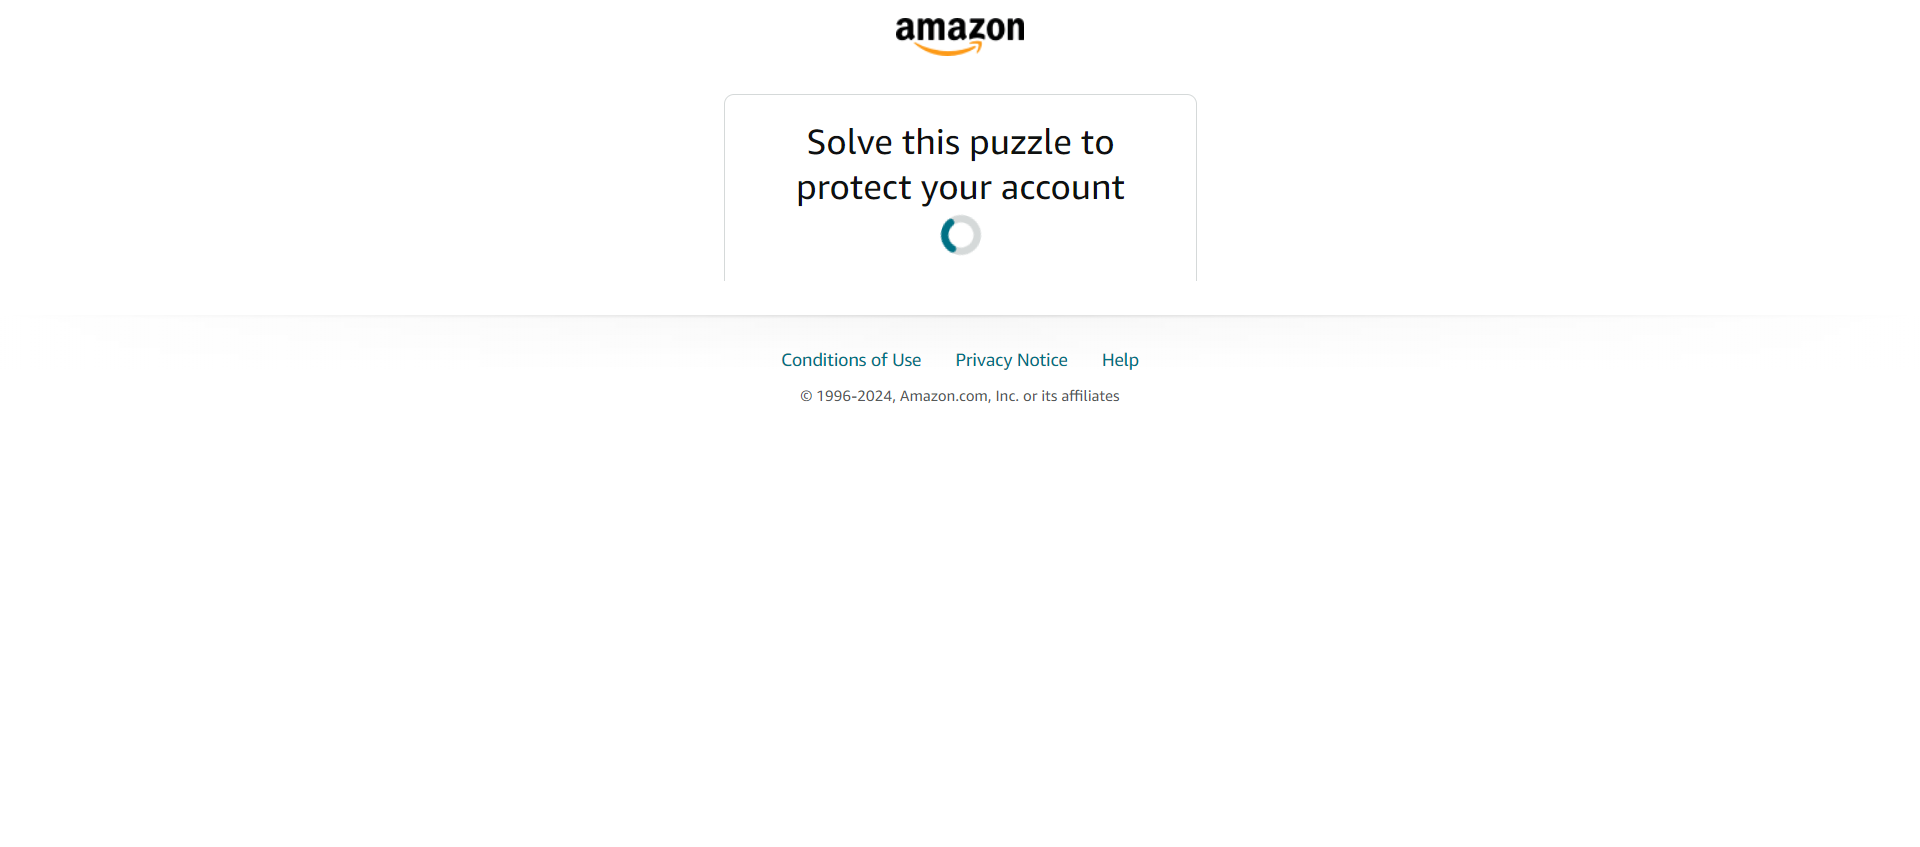 amazon
Solve this puzzle to
protect your account
Conditions of Use Privacy Notice Help
© 1996-2024, Amazon.com, Inc. or its affiliates